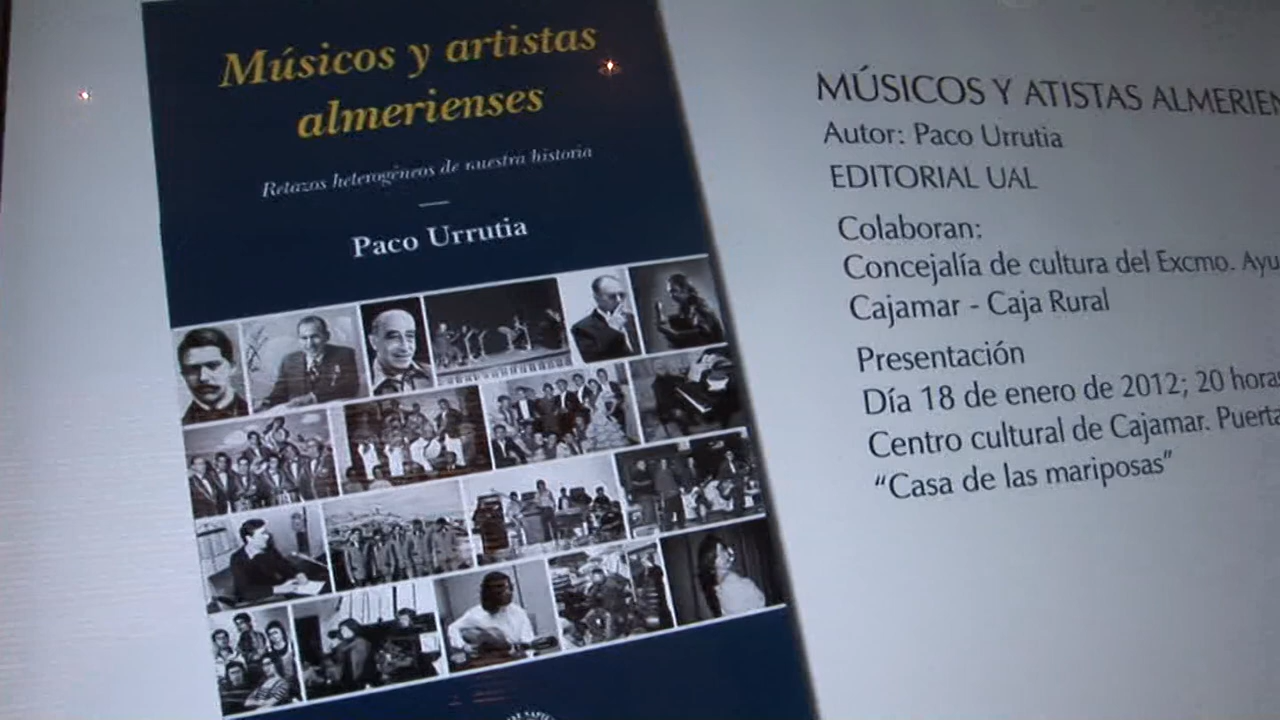 Músicos y artistas
almerienses
Retazos heterogéneos de nuestra historia
Paco Urrutia
MÚSICOS Y ATISTAS ALMERIEN
Autor: Paco Urrutia
EDITORIAL UAL
Colaboran:
Concejalía de cultura del Excmo. Ayu
Cajamar - Caja Rural
Presentación
Día 18 de enero de 2012; 20 horas
Centro cultural de Cajamar. Puerta
“Casa de las mariposas”